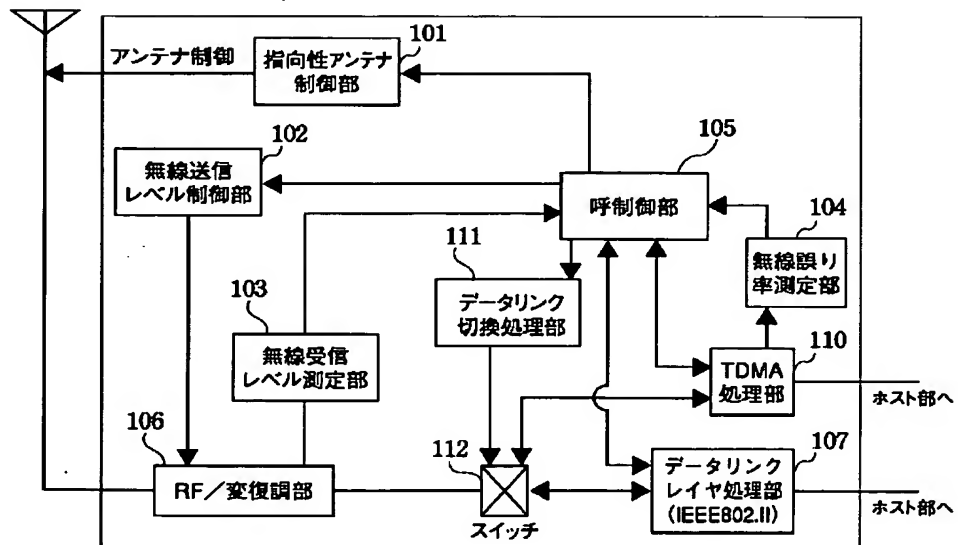 アンテナ制御
指向性アンテナ
制御部
101
102
無線送信
レベル制御部
105
呼制御部
104
無線誤り
率測定部
111
データリンク
切換処理部
103
無線受信
レベル測定部
110
TDMA
処理部
ホスト部へ
106
RF/変復調部
112
スイッチ
107
データリンク
レイヤ処理部
(IEEE802.II)
ホスト部へ